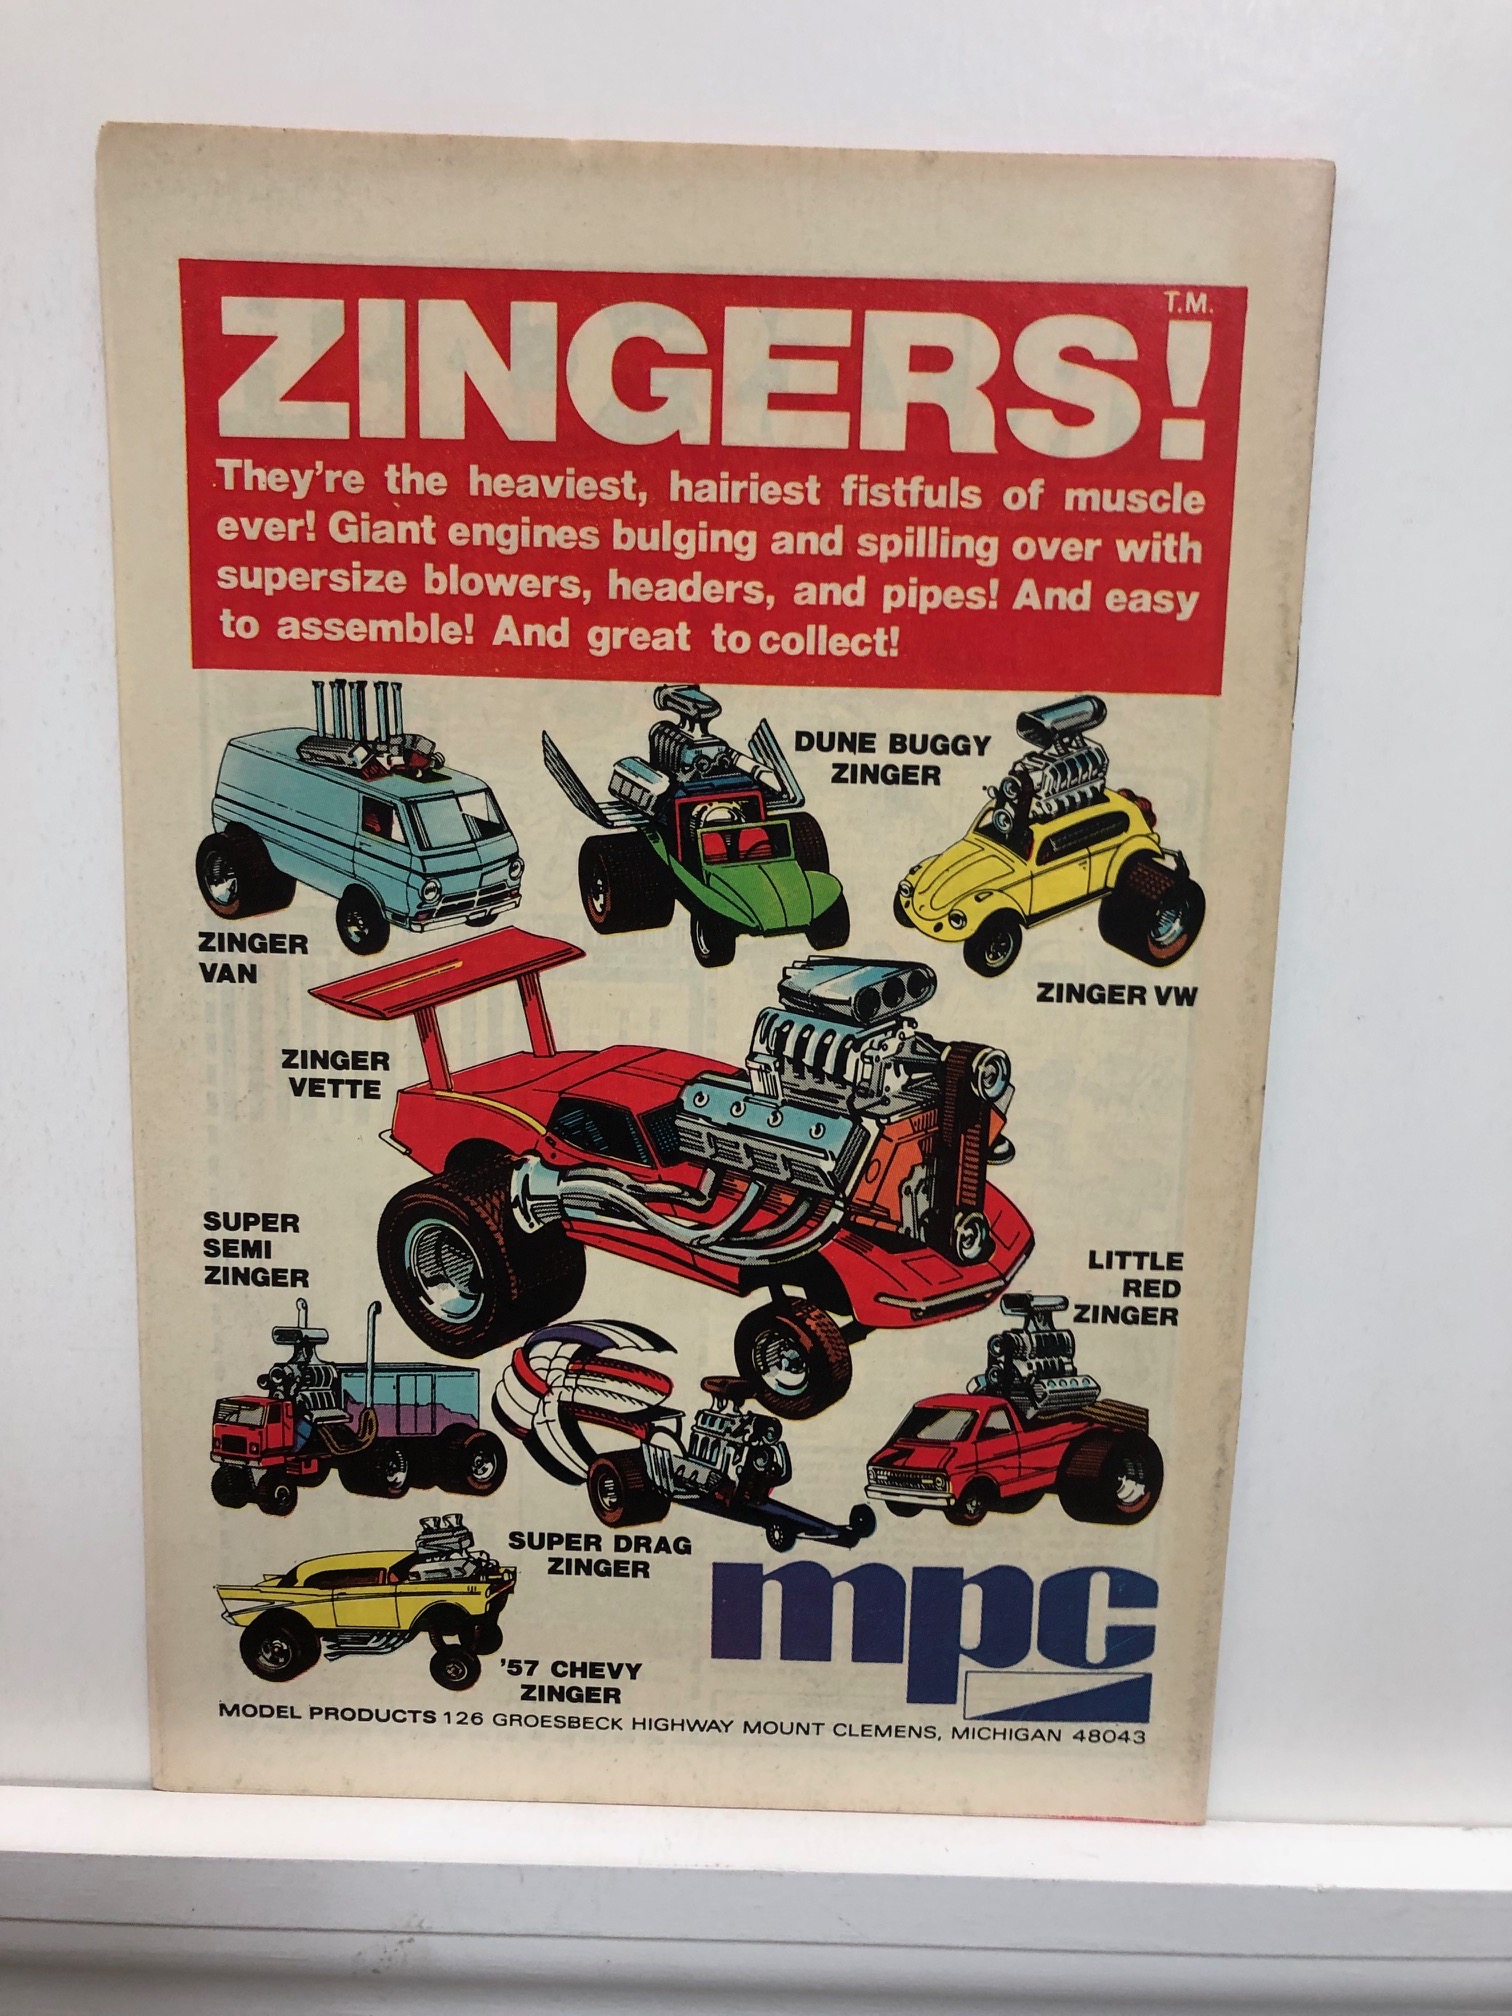 ZINGERS!
T.M.
They're the heaviest, hairiest fistfuls of muscle
ever! Giant engines bulging and spilling over with
supersize blowers, headers, and pipes! And easy
to assemble! And great to collect!
DUNE BUGGY
ZINGER
ZINGER
VAN
ZINGER VW
ZINGER
VETTE
SUPER
SEMI
ZINGER
LITTLE
RED
ZINGER
SUPER DRAG
ZINGER
mpc
'57 CHEVY
ZINGER
MODEL PRODUCTS 126 GROESBECK HIGHWAY MOUNT CLEMENS, MICHIGAN 48043